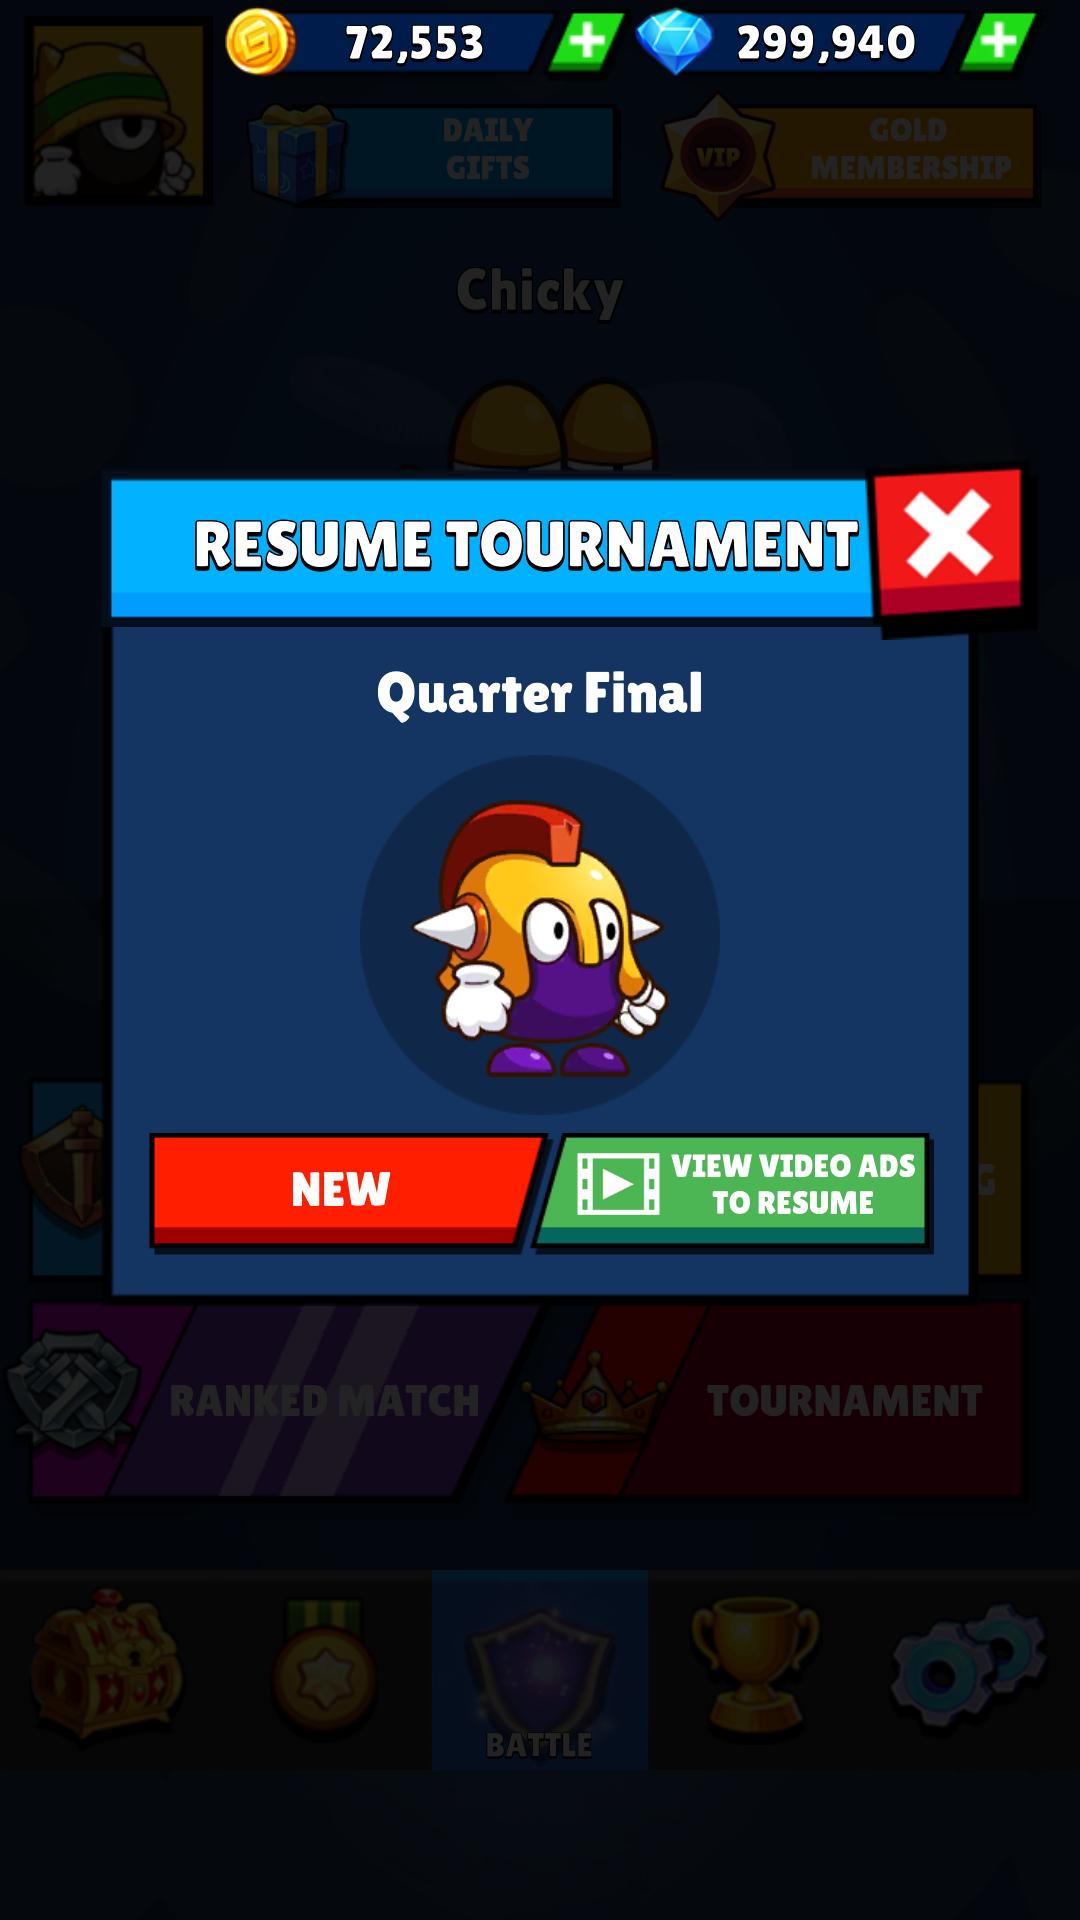 72,553
299,940
DAILY
GIFTS
VIP
GOLD
MEMBERSHIP
Chicky
RESUME TOURNAMENT
Quarter Final
NEW
VIEW VIDEO ADS
TO RESUME
G
RANKED MATCH
TOURNAMENT
BATTLE